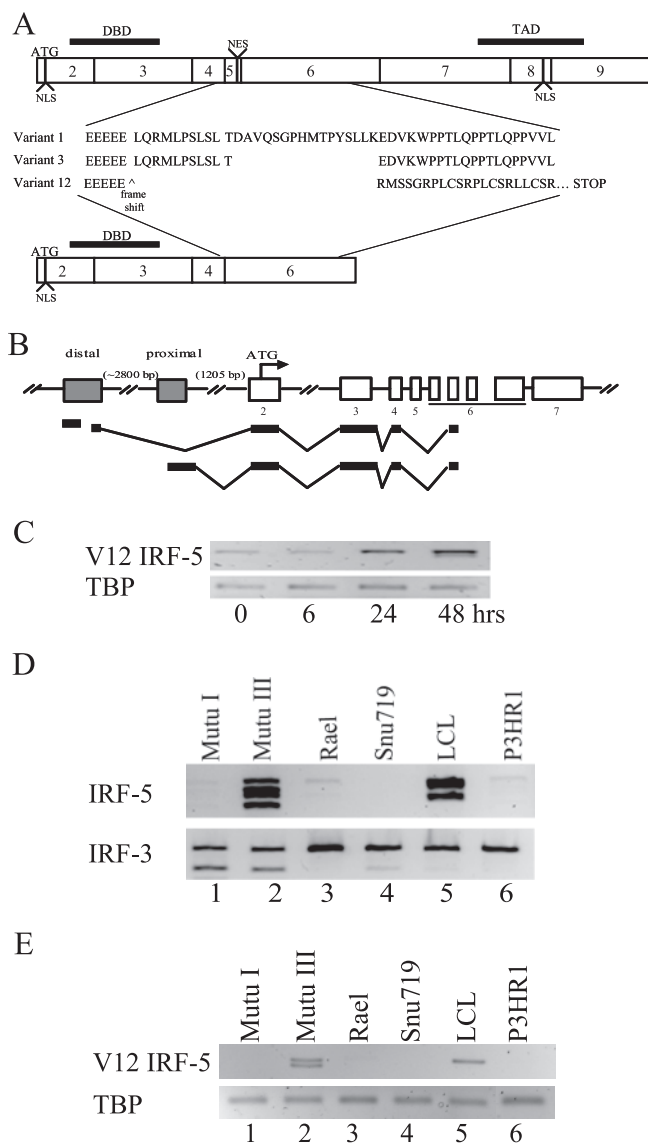 A
DBD
TAD
ATG
NES
2 3 4 5 6 7 8 9
NLS NLS
Variant 1 EEEEE LQRMLPSLSL TDAVQSGPHMTPYSLLKEDVKWPPTLQPPTLQPPVVL
Variant 3 EEEEE LQRMLPSLSL T EDVKWPPTLQPPTLQPPVVL
Variant 12 EEEEE ^ RMSSGRPLCSRPLCSRLLCSR... STOP
frame
shift
DBD
ATG
2 3 4 6
NLS
B
distal proximal ATG
(~2800 bp) (1205 bp)
2 3 4 5 6 7
C
V12 IRF-5
TBP
0 6 24 48 hrs
D
Mutu I Mutu III Rael Snu719 LCL P3HR1
IRF-5
IRF-3
1 2 3 4 5 6
E
Mutu I Mutu III Rael Snu719 LCL P3HR1
V12 IRF-5
TBP
1 2 3 4 5 6